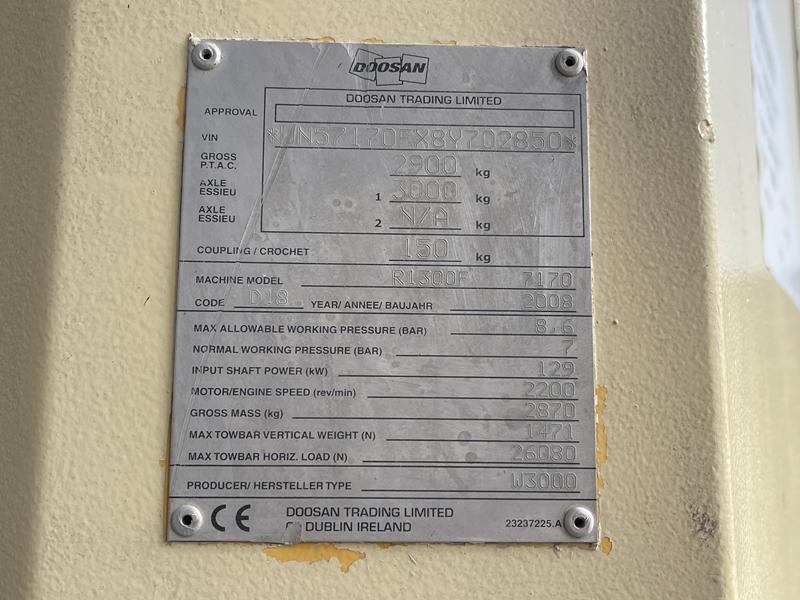 DOOSAN
DOOSAN TRADING LIMITED
APPROVAL
VIN *UN57170FX8Y702850*
GROSS P.T.A.C. 2900 kg
AXLE ESSIEU 1 3000 kg
AXLE ESSIEU 2 N/A kg
COUPLING / CROCHET 150 kg
MACHINE MODEL R1300F 7170
CODE D18 YEAR/ ANNEE/ BAUJAHR 2008
MAX ALLOWABLE WORKING PRESSURE (BAR) 8,6
NORMAL WORKING PRESSURE (BAR) 7
INPUT SHAFT POWER (kW) 129
MOTOR/ENGINE SPEED (rev/min) 2200
GROSS MASS (kg) 2870
MAX TOWBAR VERTICAL WEIGHT (N) 1471
MAX TOWBAR HORIZ. LOAD (N) 26080
PRODUCER/ HERSTELLER TYPE W3000
CE DOOSAN TRADING LIMITED
DUBLIN IRELAND 23237225.A